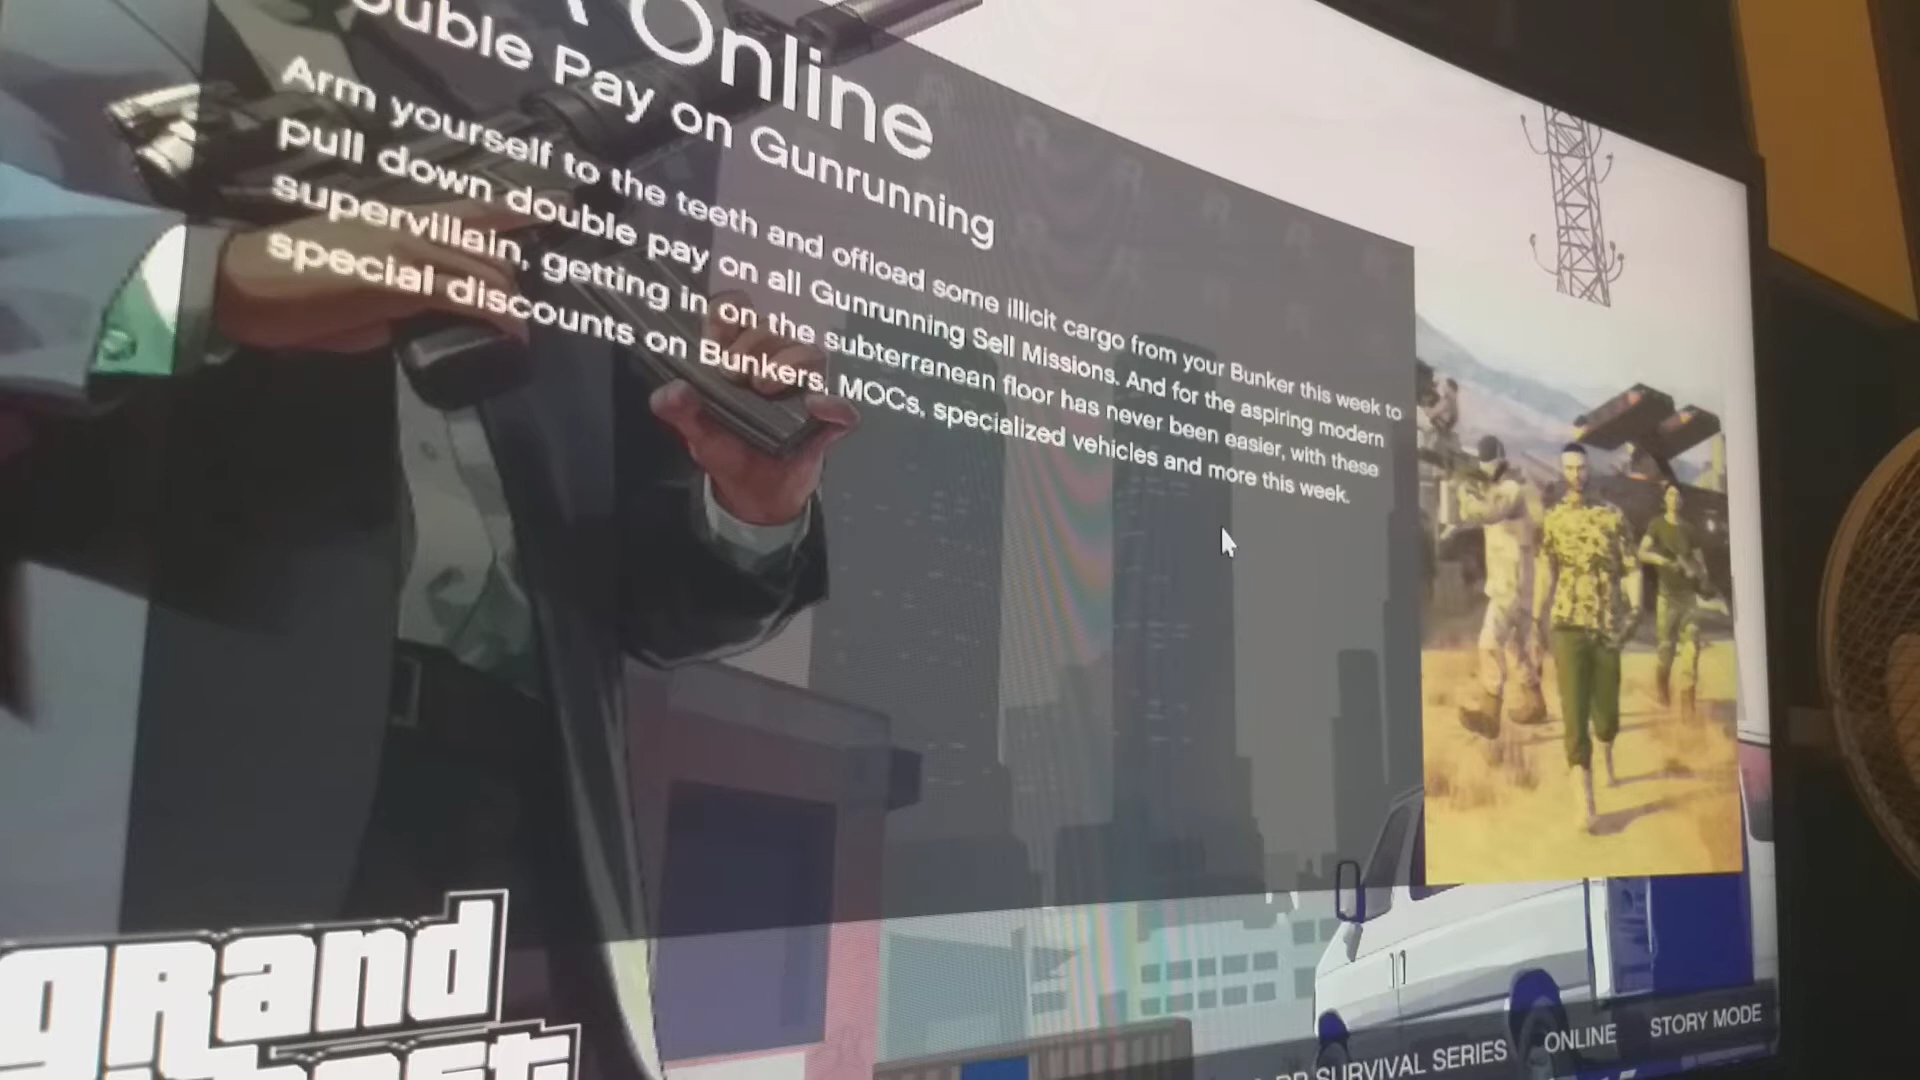 Online
ouble Pay on Gunrunning
Arm yourself to the teeth and offload some illicit cargo from your Bunker this week to
pull down double pay on all Gunrunning Sell Missions. And for the aspiring modern
supervillain, getting in on the subterranean floor has never been easier, with these
special discounts on Bunkers, MOCs, specialized vehicles and more this week.
grand
SURVIVAL SERIES
ONLINE
STORY MODE